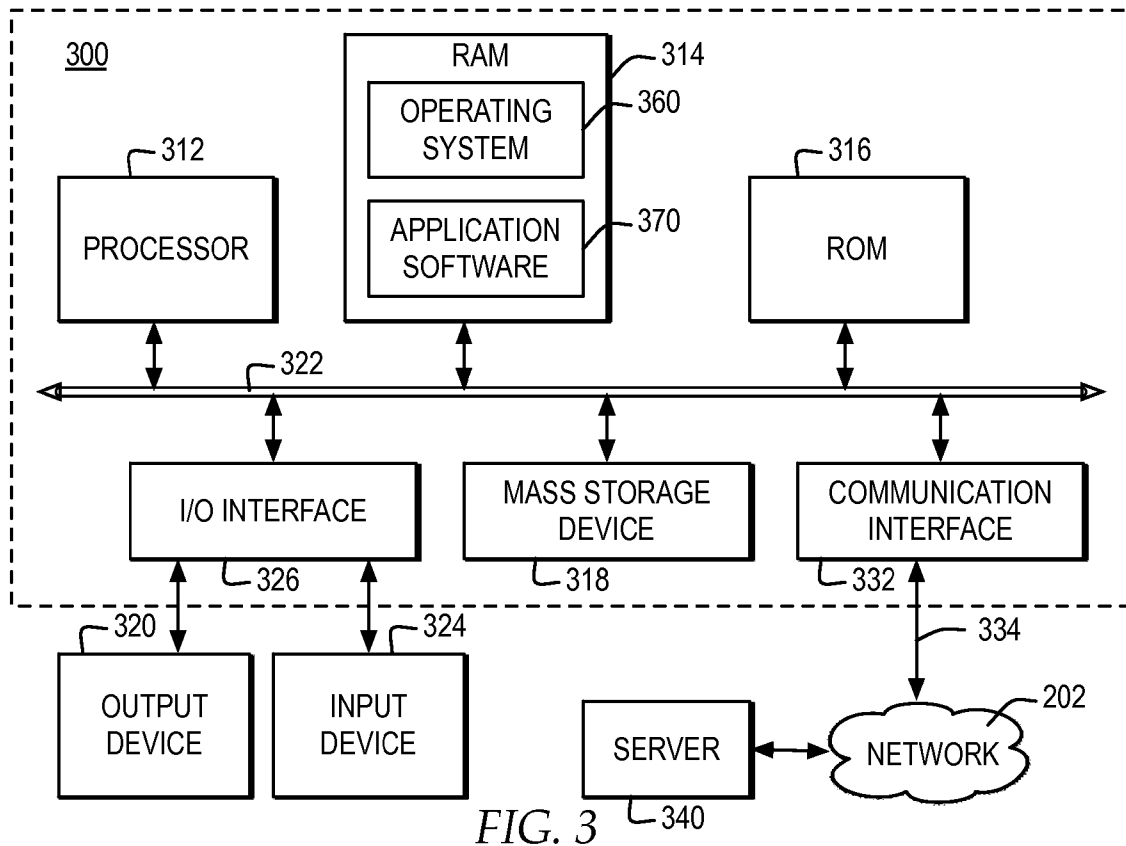 300
RAM
314
OPERATING
SYSTEM
360
312
316
PROCESSOR
APPLICATION
SOFTWARE
370
ROM
322
I/O INTERFACE
MASS STORAGE
DEVICE
COMMUNICATION
INTERFACE
326
318
332
320
324
334
OUTPUT
DEVICE
INPUT
DEVICE
SERVER
202
NETWORK
340
FIG. 3